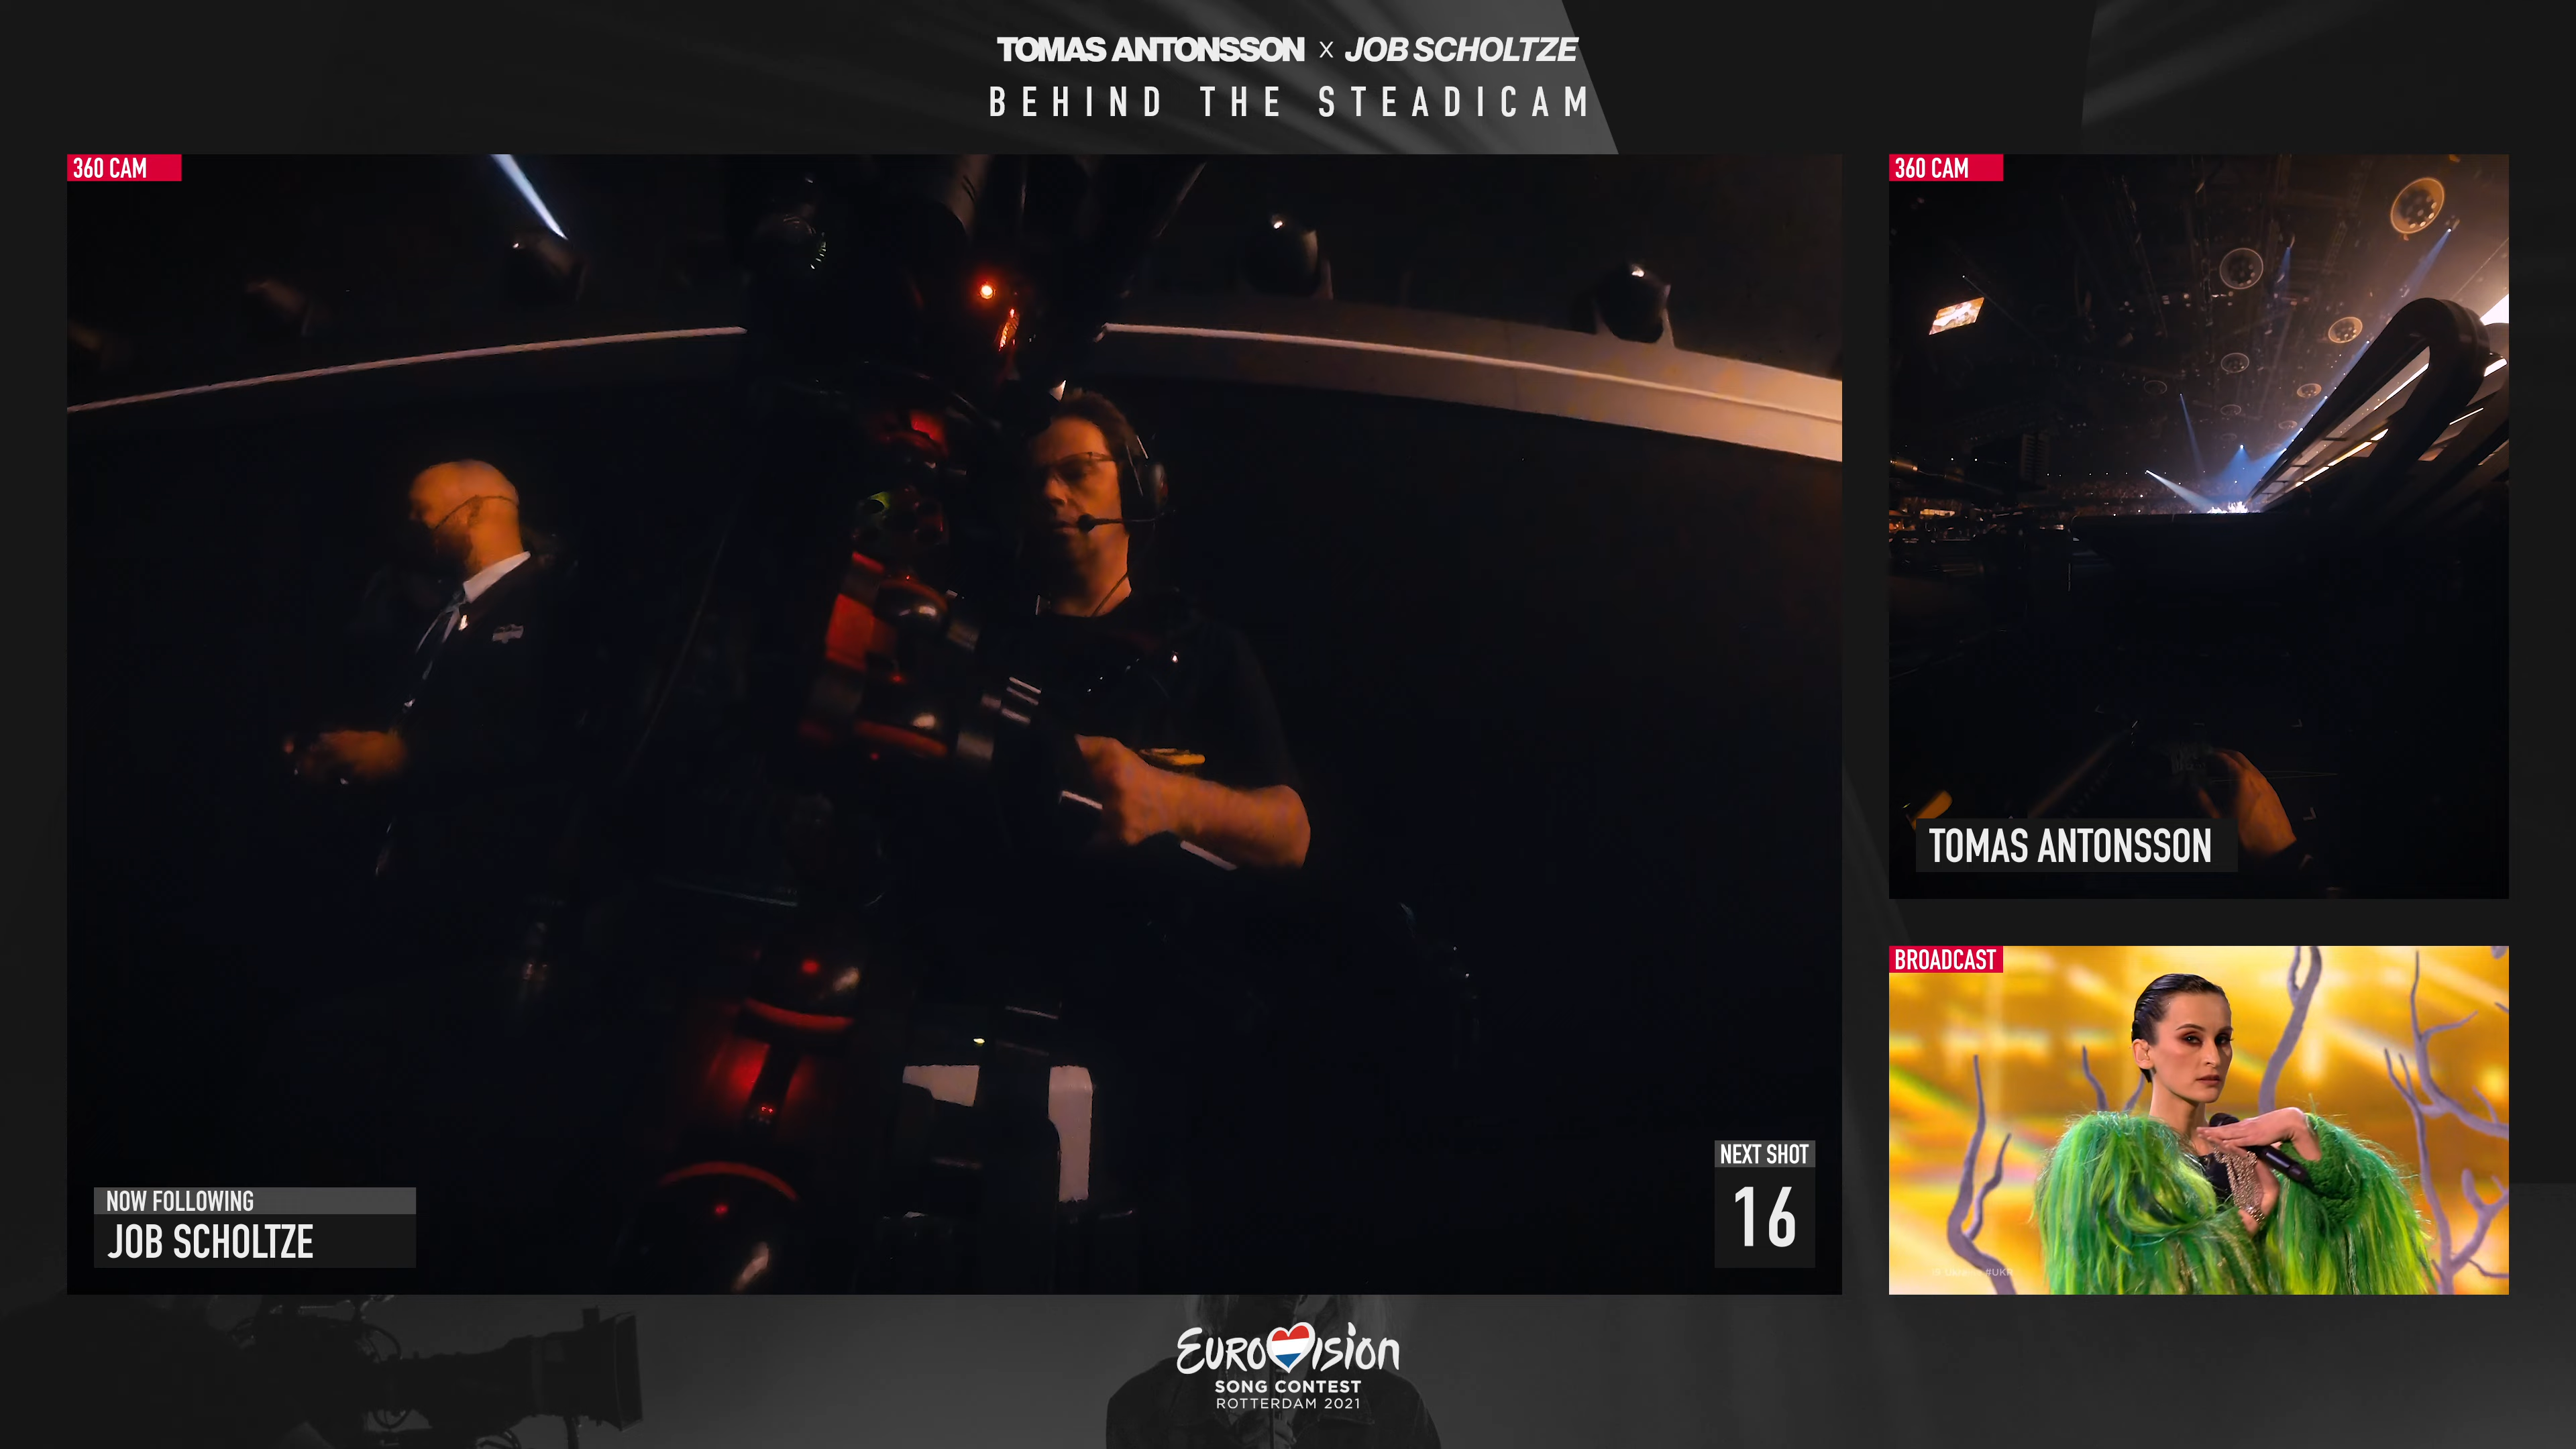 TOMAS ANTONSSON x JOB SCHOLTZE
BEHIND THE STEADICAM
360 CAM
360 CAM
TOMAS ANTONSSON
BROADCAST
#UKR
NOW FOLLOWING
JOB SCHOLTZE
NEXT SHOT
16
EUROVISION
SONG CONTEST
ROTTERDAM 2021